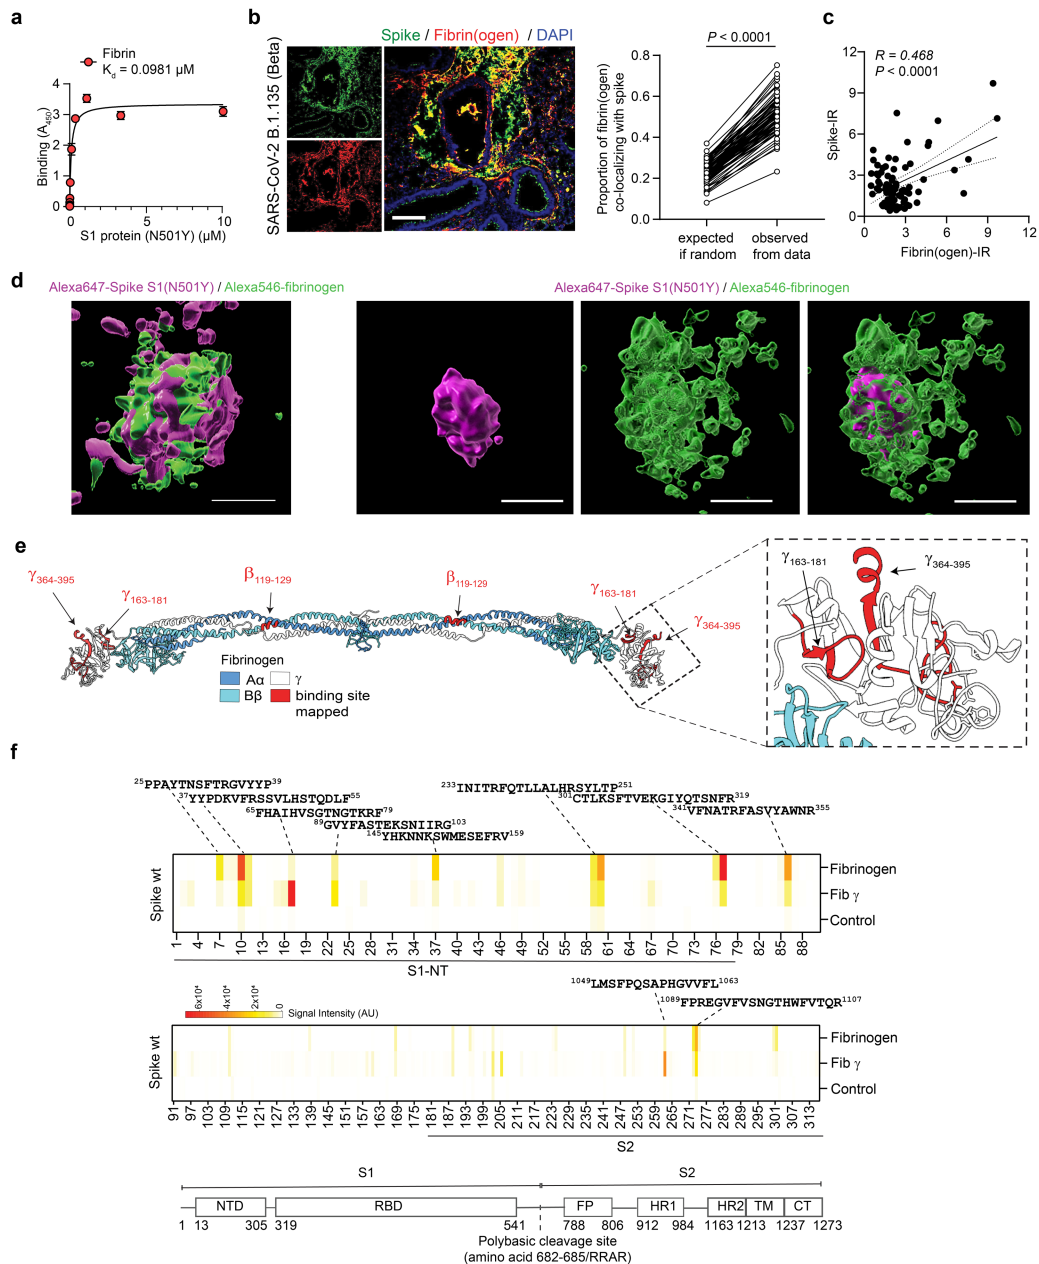 a
Fibrin
Kd = 0.0981 µM
Binding (A450)
4
3
2
1
0
5
10
S1 protein (N501Y) (µM)
b
Spike / Fibrin(ogen) / DAPI
SARS-CoV-2 B.1.135 (Beta)
P < 0.0001
Proportion of fibrin(ogen)
co-localizing with spike
0.8
0.6
0.4
0.2
0.0
expected
if random
observed
from data
c
R = 0.468
P < 0.0001
Spike-IR
12
9
6
3
0
0
3
6
9
12
Fibrin(ogen)-IR
d
Alexa647-Spike S1(N501Y) / Alexa546-fibrinogen
Alexa647-Spike S1(N501Y) / Alexa546-fibrinogen
e
γ364-395
γ163-181
β119-129
β119-129
γ163-181
γ364-395
γ163-181
γ364-395
Fibrinogen
Aα
γ
Bβ
binding site
mapped
f
25PPAYTNSFTRGVYYP39
37YYPDKVFRSSVLHSTQDLF55
65FHAIHVSGTNGTKRF79
89GVYFASTEKSNIIRG103
145YHKNNKSWMESEFRV159
233INITRFQTLLALHRSYLTP251
301CTLKSFTVEKGIYQTSNFR319
341VFNATRFASVYAWNR355
Spike wt
Fibrinogen
Fib γ
Control
1 4 7 10 13 16 19 22 25 28 31 34 37 40 43 46 49 52 55 58 61 64 67 70 73 76 79 82 85 88
S1-NT
1049LMSFPQSAPHGVVFL1063
1089FPREGVFVSNGTHWFVTQR1107
6x10⁴
4x10⁴
2x10⁴
0
Signal Intensity (AU)
Spike wt
Fibrinogen
Fib γ
Control
91 97 103 109 115 121 127 133 139 145 151 157 163 169 175 181 187 193 199 205 211 217 223 229 235 241 247 253 259 265 271 277 283 289 295 301 307 313
S2
S1
S2
NTD
RBD
FP
HR1
HR2
TM
CT
1 13 305 319 541 788 806 912 984 1163 1213 1237 1273
Polybasic cleavage site
(amino acid 682-685/RRAR)